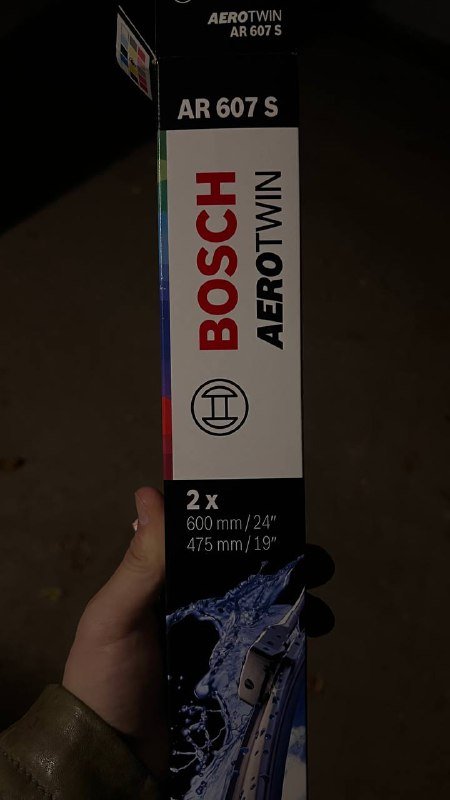 AEROTWIN
AR 607 S
AR 607 S
BOSCH
AEROTWIN
2 x
600 mm / 24"
475 mm / 19"